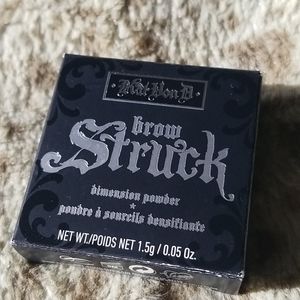 Kat Von D
brow
Struck
dimension powder
poudre à sourcils densifiante
NET WT./POIDS NET 1.5g / 0.05 Oz.